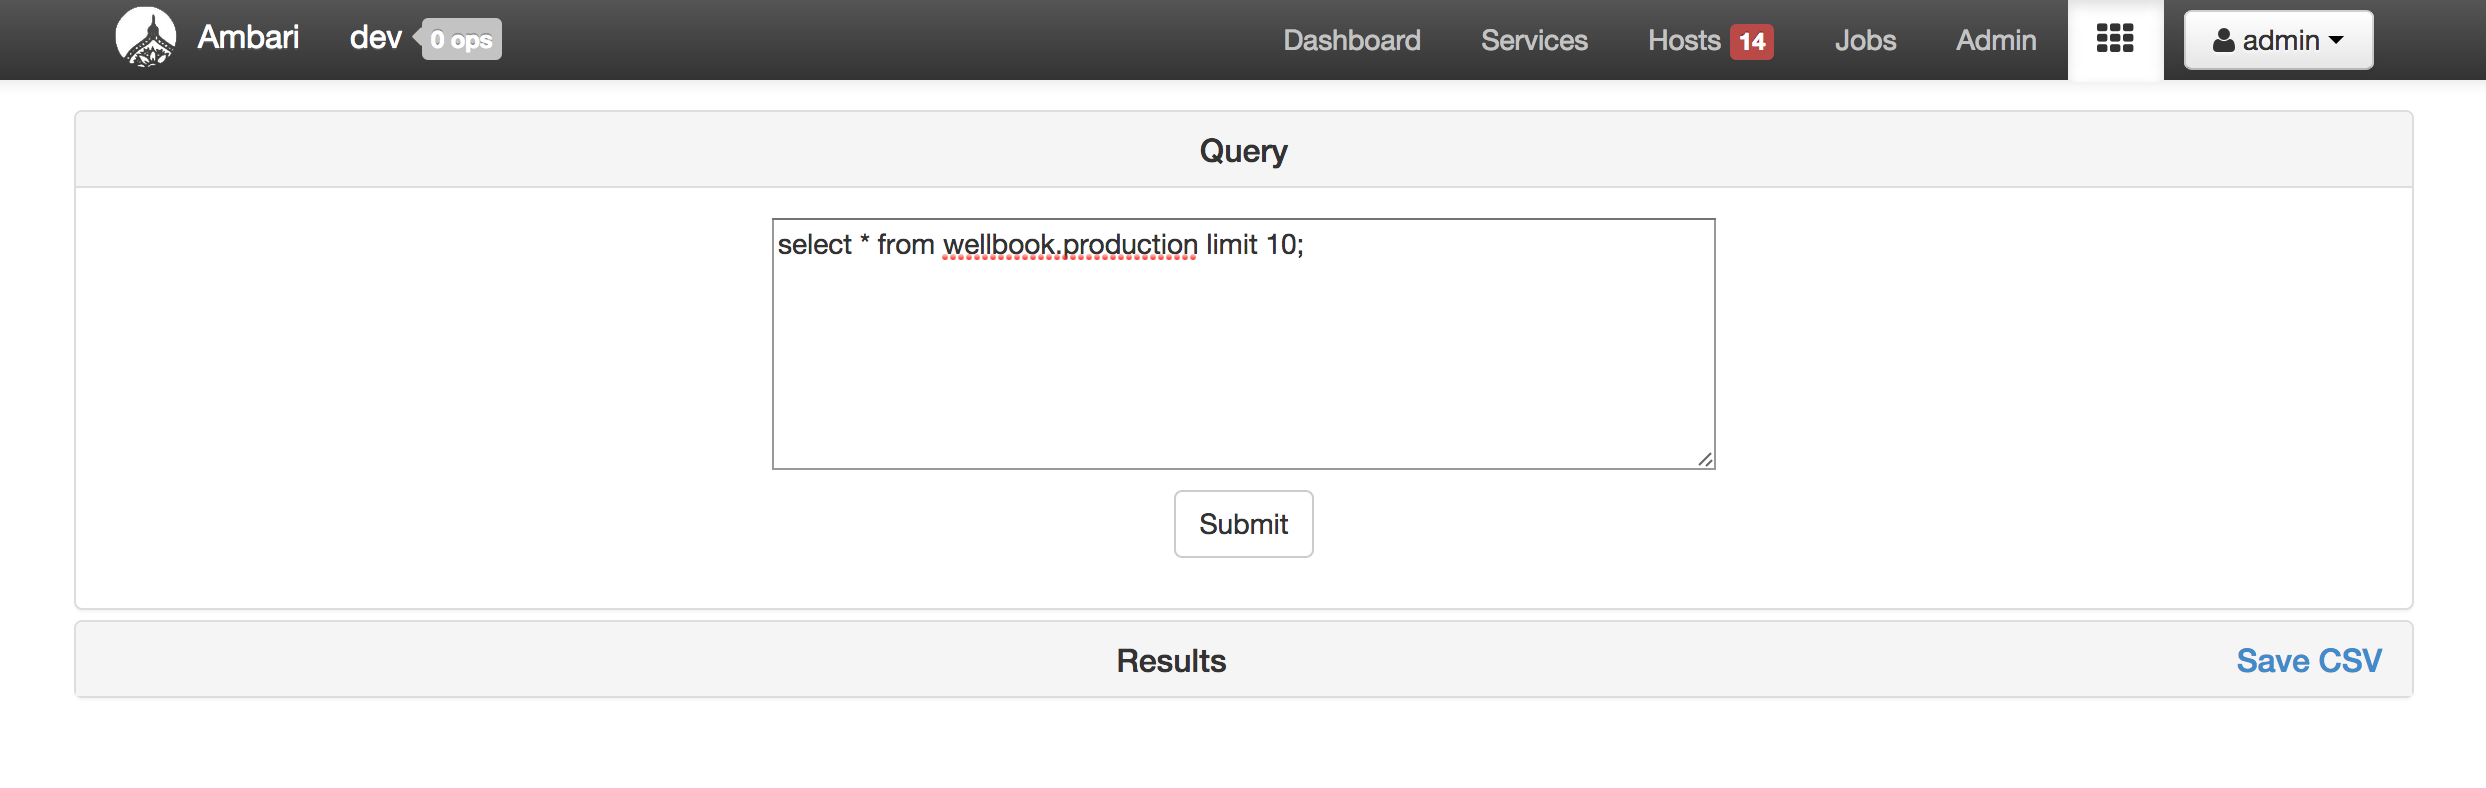 Ambari dev 0 ops Dashboard Services Hosts 14 Jobs Admin admin
Query
select * from wellbook.production limit 10;
Submit
Results Save CSV